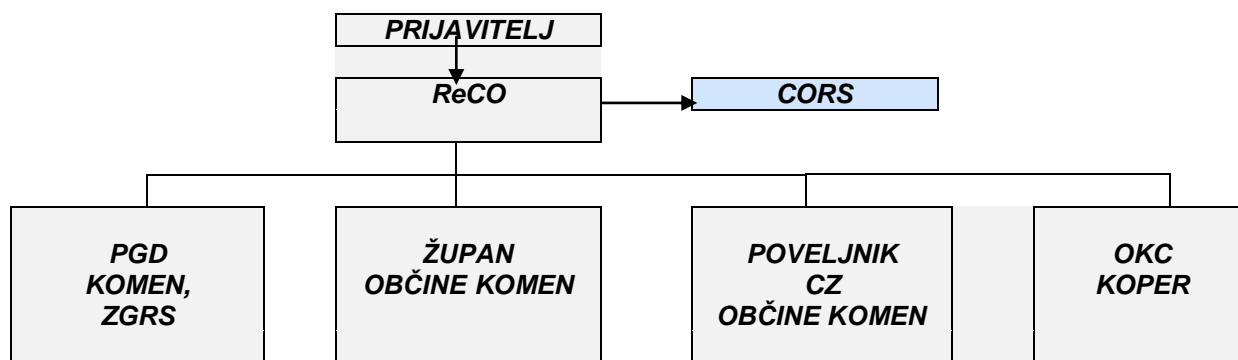 PRIJAVITELJ
ReCO
CORS
PGD
KOMEN,
ZGRS
ŽUPAN
OBČINE KOMEN
POVELJNIK
CZ
OBČINE KOMEN
OKC
KOPER